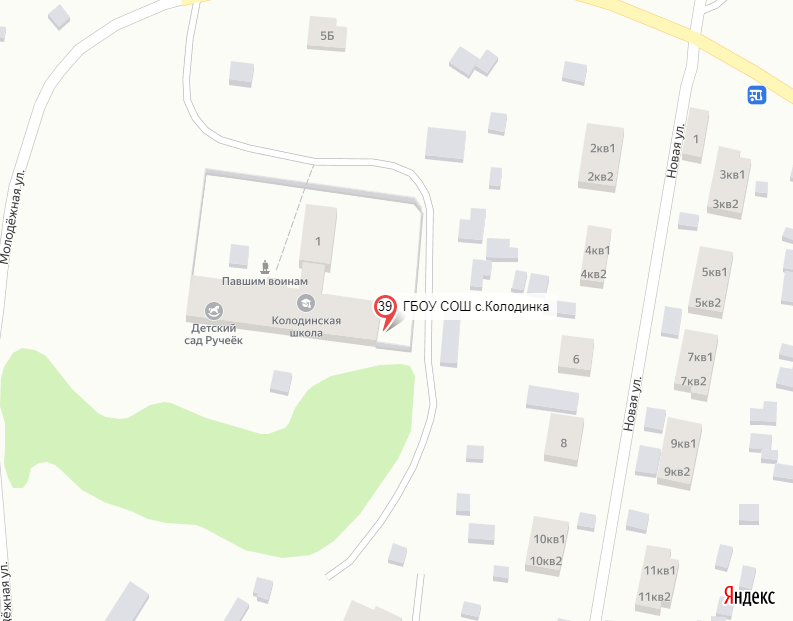 5Б
Молодёжная ул.
Новая ул.
1
2кв1
2кв2
3кв1
3кв2
1
4кв1
4кв2
Павшим воинам
5кв1
5кв2
39 ГБОУ СОШ с.Колодинка
Колодинская
школа
Детский
сад Ручеёк
6
7кв1
7кв2
Новая ул.
8
9кв1
9кв2
10кв1
10кв2
11кв1
11кв2
дёжная ул.
Яндекс